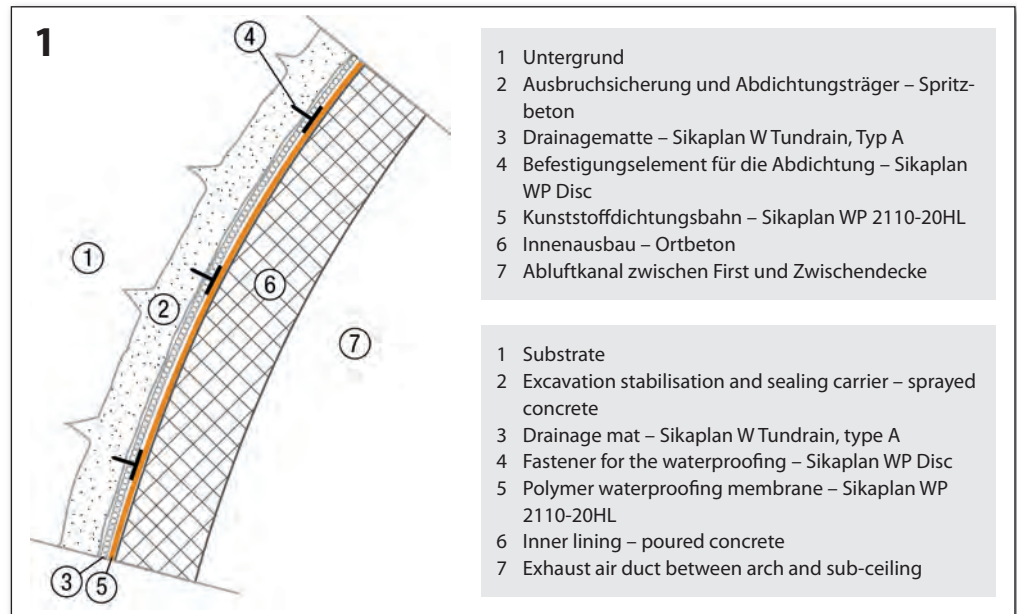 1
4
1
2
6
7
3
5
1 Untergrund
2 Ausbruchsicherung und Abdichtungsträger – Spritz-
beton
3 Drainagematte – Sikaplan W Tundrain, Typ A
4 Befestigungselement für die Abdichtung – Sikaplan
WP Disc
5 Kunststoffdichtungsbahn – Sikaplan WP 2110-20HL
6 Innenausbau – Ortbeton
7 Abluftkanal zwischen First und Zwischendecke
1 Substrate
2 Excavation stabilisation and sealing carrier – sprayed
concrete
3 Drainage mat – Sikaplan W Tundrain, type A
4 Fastener for the waterproofing – Sikaplan WP Disc
5 Polymer waterproofing membrane – Sikaplan WP
2110-20HL
6 Inner lining – poured concrete
7 Exhaust air duct between arch and sub-ceiling